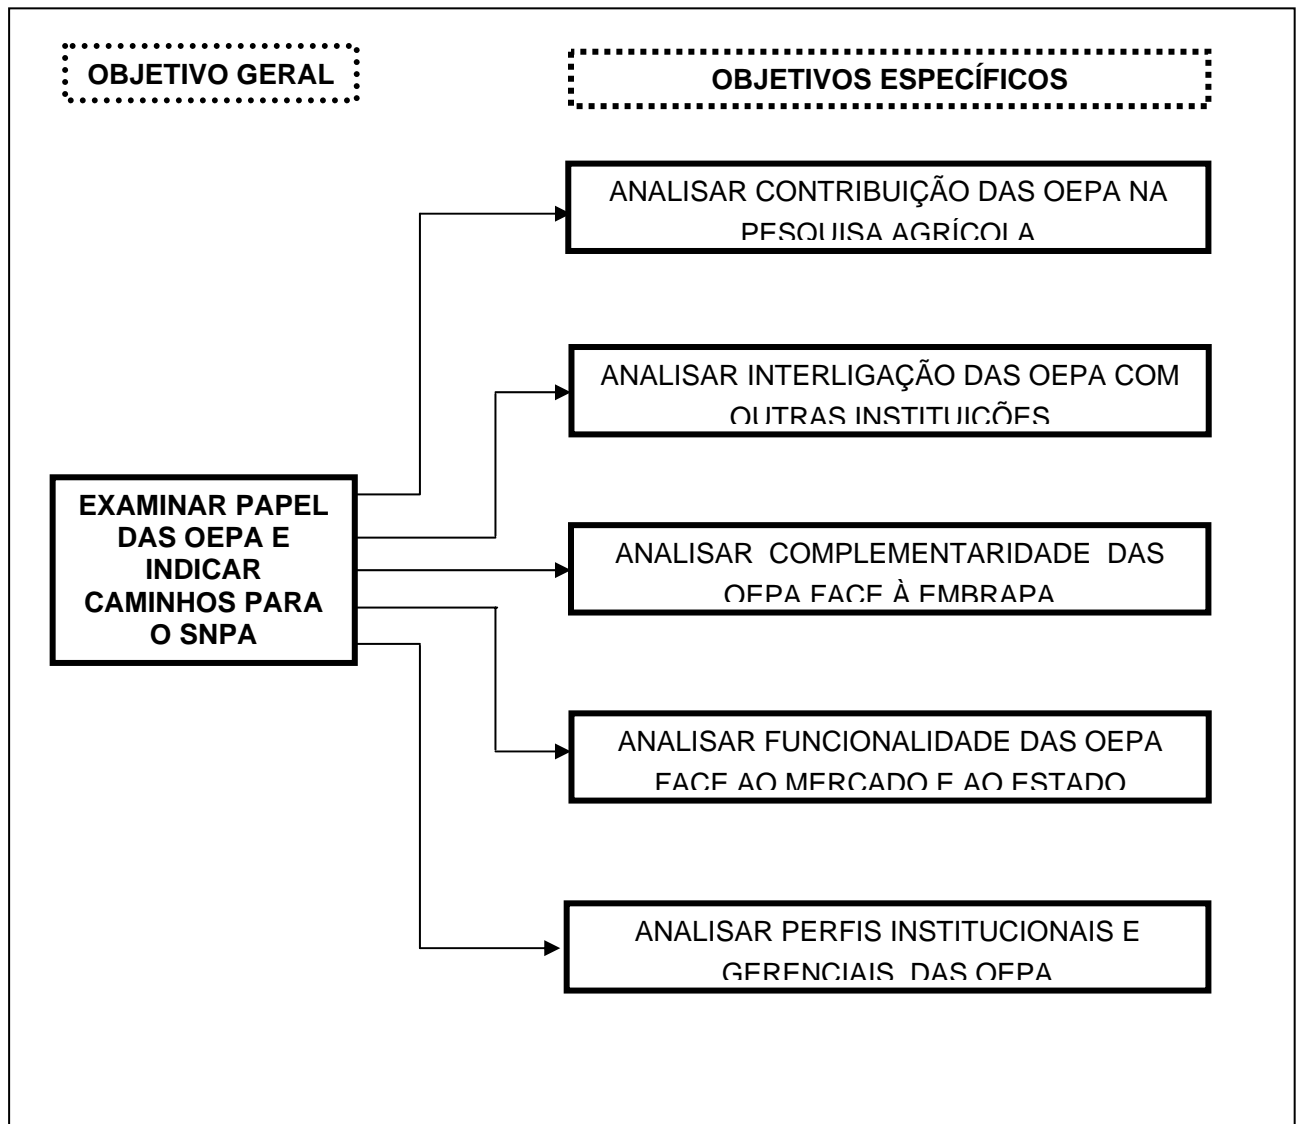 OBJETIVO GERAL
OBJETIVOS ESPECÍFICOS
ANALISAR CONTRIBUIÇÃO DAS OEPA NA
PESQUISA AGRÍCOLA
ANALISAR INTERLIGAÇÃO DAS OEPA COM
OUTRAS INSTITUIÇÕES
EXAMINAR PAPEL
DAS OEPA E
INDICAR
CAMINHOS PARA
O SNPA
ANALISAR COMPLEMENTARIDADE DAS
OEPA FACE À EMBRAPA
ANALISAR FUNCIONALIDADE DAS OEPA
FACE AO MERCADO E AO ESTADO
ANALISAR PERFIS INSTITUCIONAIS E
GERENCIAIS DAS OEPA